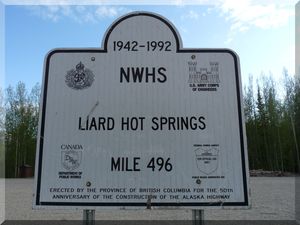 1942-1992
NWHS
U.S. ARMY CORPS
OF ENGINEERS
LIARD HOT SPRINGS
CANADA
DEPARTMENT OF
PUBLIC WORKS
MILE 496
ERECTED BY THE PROVINCE OF BRITISH COLUMBIA FOR THE 50TH
ANNIVERSARY OF THE CONSTRUCTION OF THE ALASKA HIGHWAY